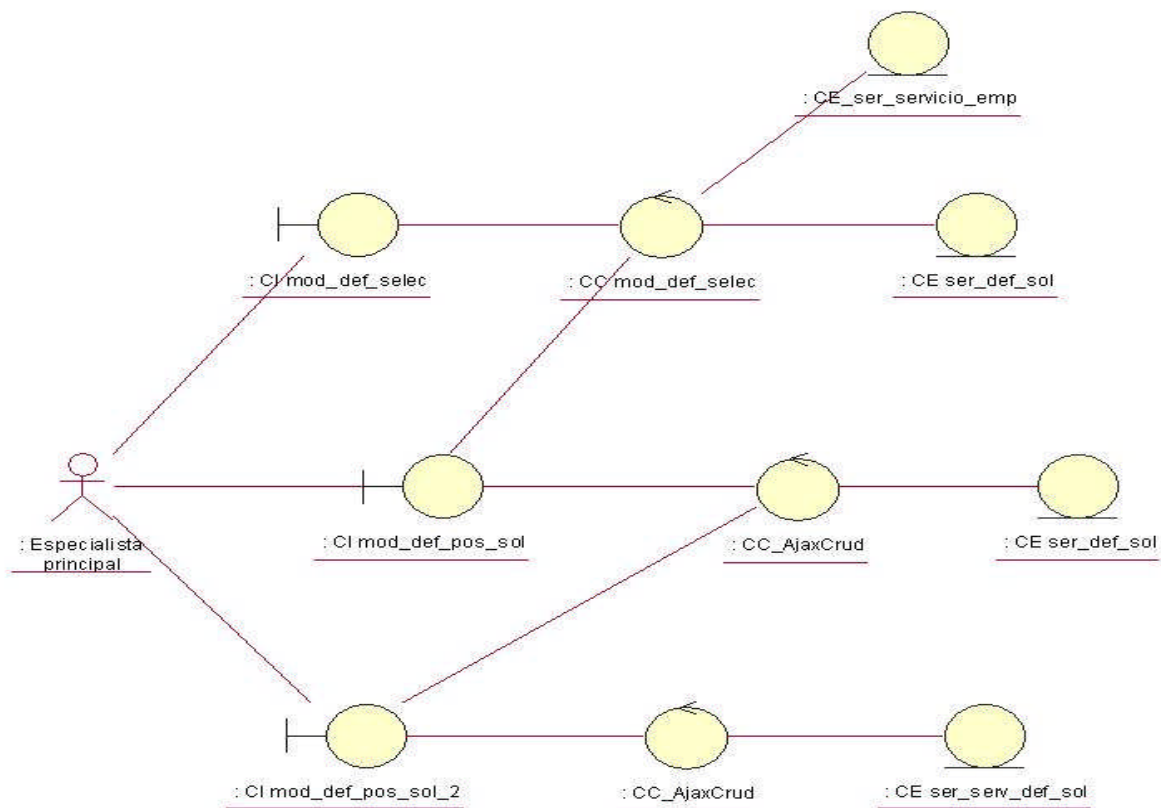 : CE_ser_servicio_emp
: CI mod_def_selec
: CC mod_def_selec
: CE ser_def_sol
: Especialista
principal
: CI mod_def_pos_sol
: CC_AjaxCrud
: CE ser_def_sol
: CI mod_def_pos_sol_2
: CC_AjaxCrud
: CE ser_serv_def_sol